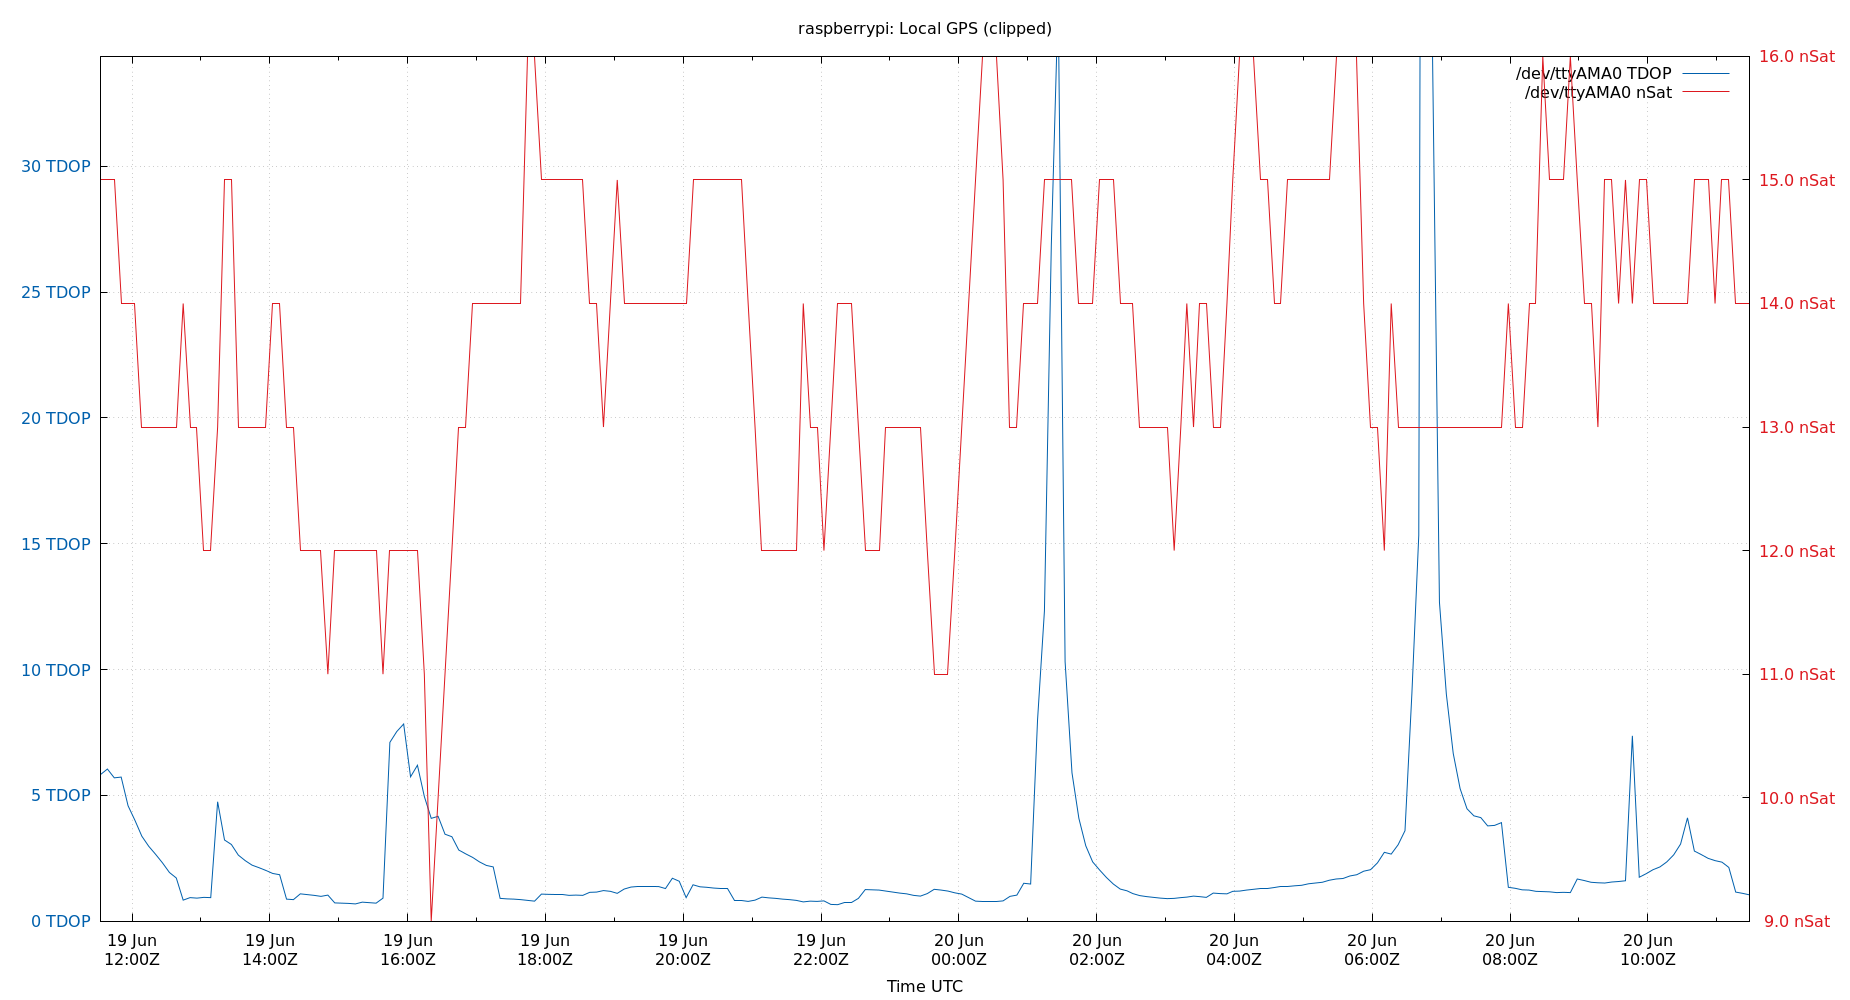 raspberrypi: Local GPS (clipped)
16.0 nSat
/dev/ttyAMA0 TDOP
/dev/ttyAMA0 nSat
30 TDOP
15.0 nSat
25 TDOP
14.0 nSat
20 TDOP
13.0 nSat
15 TDOP
12.0 nSat
10 TDOP
11.0 nSat
5 TDOP
10.0 nSat
0 TDOP
9.0 nSat
19 Jun 19 Jun 19 Jun 19 Jun 19 Jun 19 Jun 20 Jun 20 Jun 20 Jun 20 Jun 20 Jun 20 Jun
12:00Z 14:00Z 16:00Z 18:00Z 20:00Z 22:00Z 00:00Z 02:00Z 04:00Z 06:00Z 08:00Z 10:00Z
Time UTC